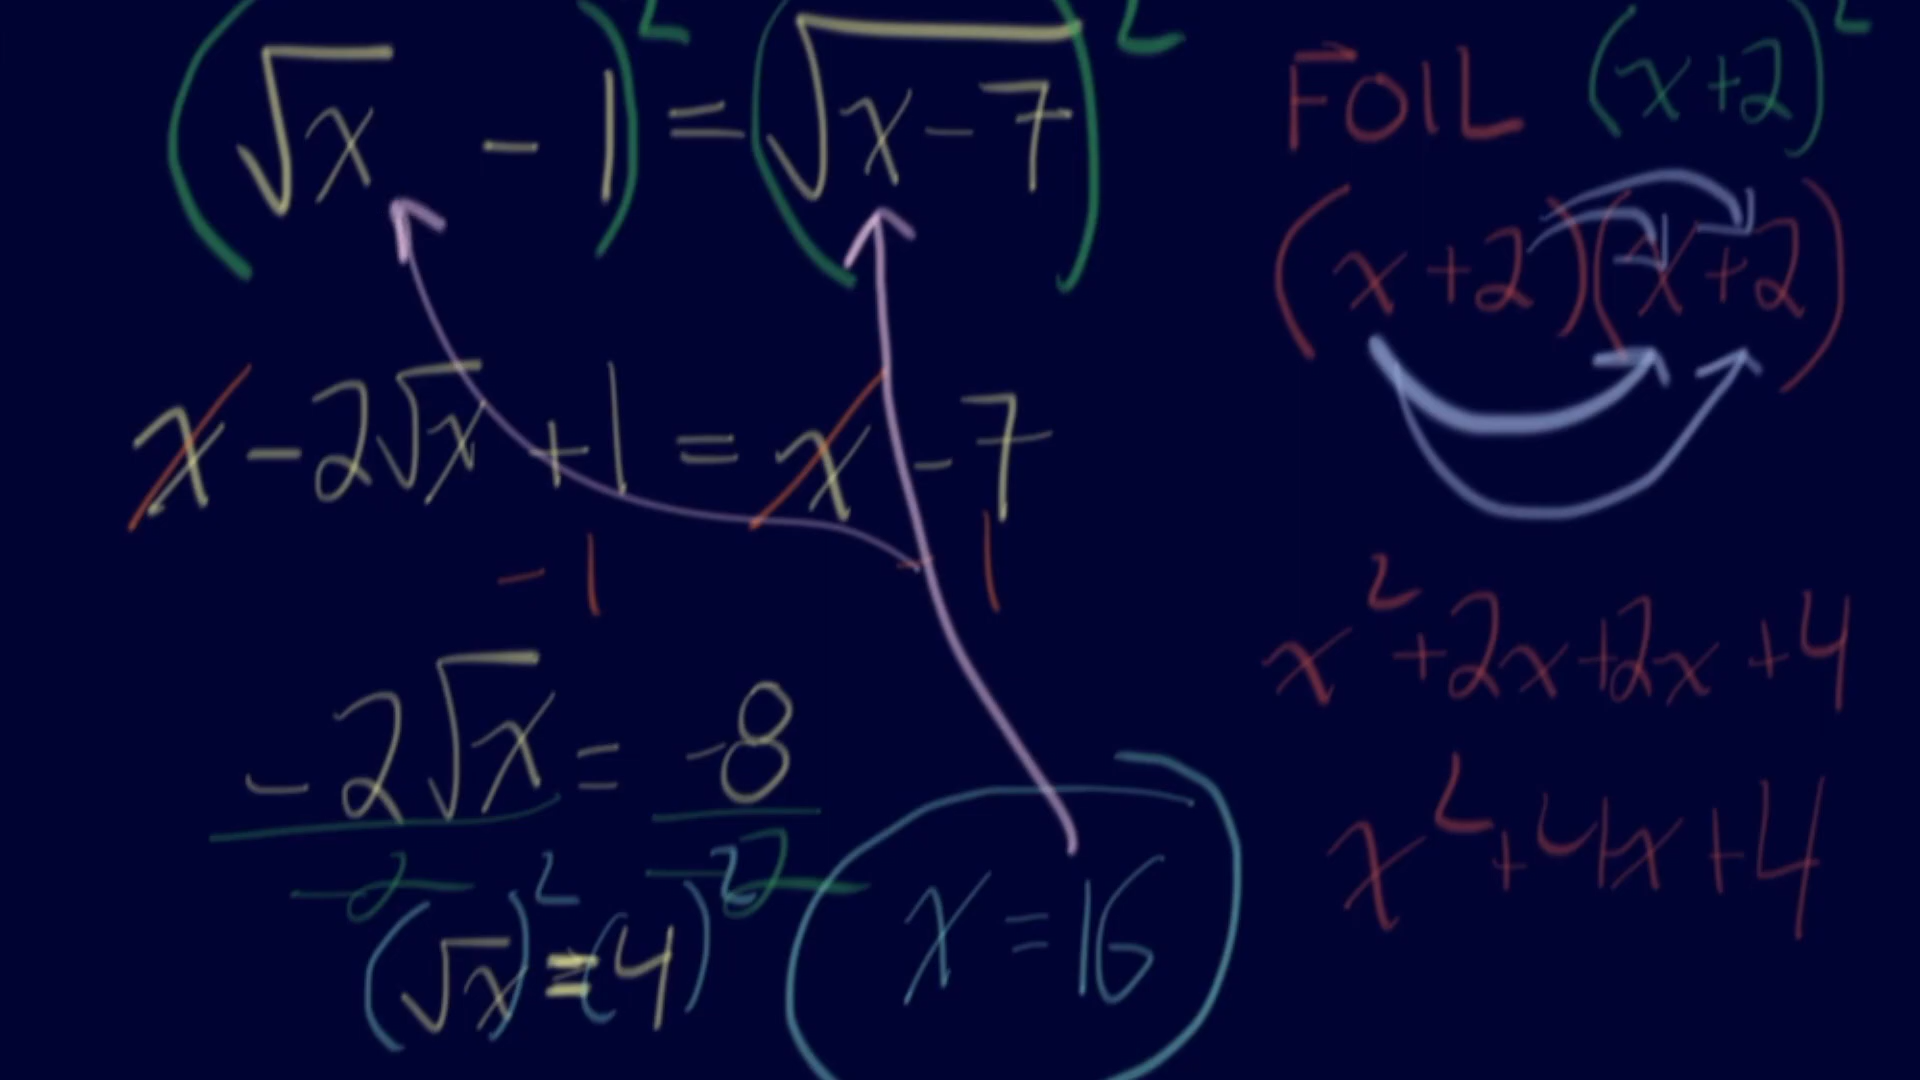 (√x - 1)² = (√x-7)²
x - 2√x + 1 = x - 7
- 1 - 1
-2√x = -8
-2 -2
(√x)² = (4)²
x = 16
FOIL (x+2)²
(x+2)(x+2)
x² + 2x + 2x + 4
x² + 4x + 4